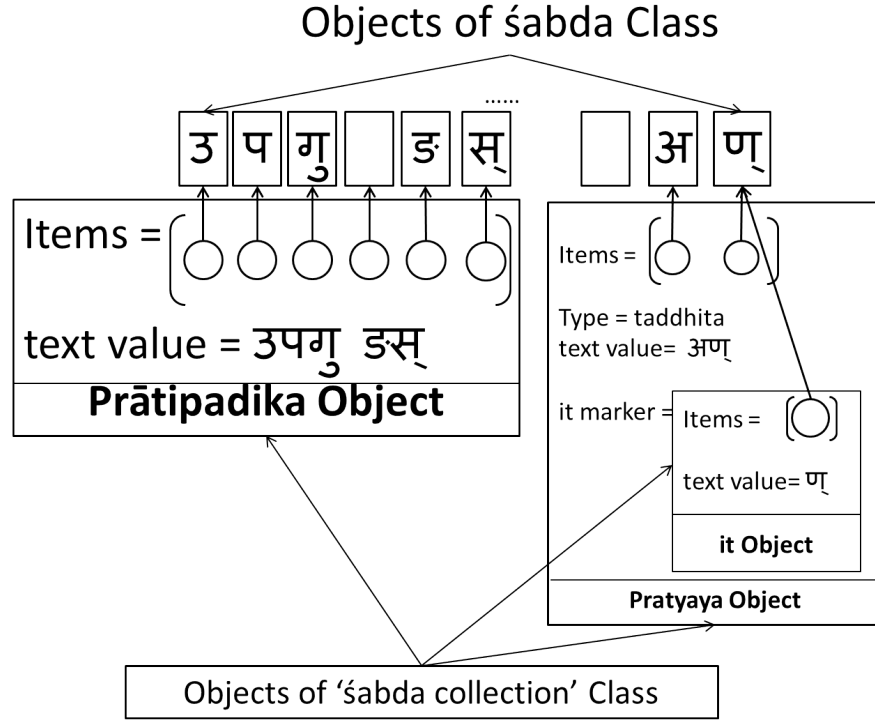 Objects of śabda Class
......
उ प गु ङ स् अ ण्
Items =
text value = उपगु ङस्
Prātipadika Object
Items =
Type = taddhita
text value= अण्
it marker =
Items =
text value= ण्
it Object
Pratyaya Object
Objects of ‘śabda collection’ Class